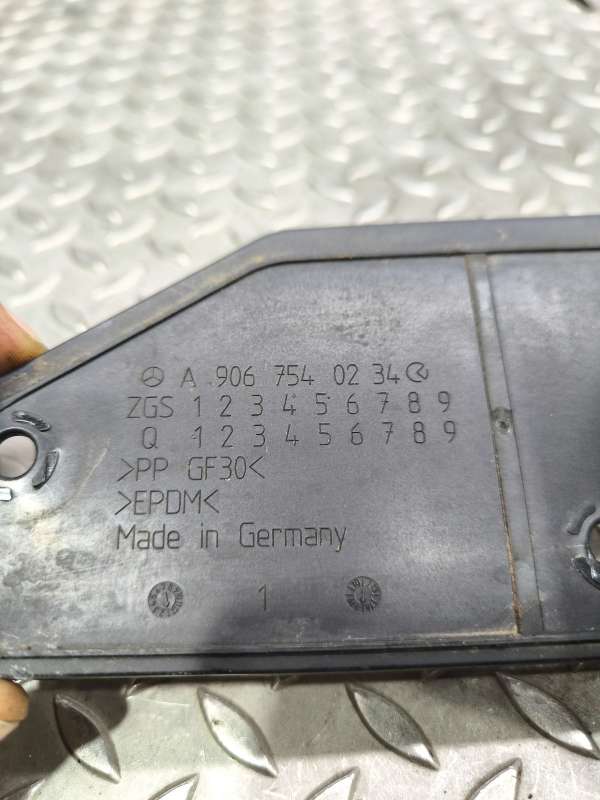 A 906 754 02 34
ZGS 1 2 3 4 5 6 7 8 9
Q 1 2 3 4 5 6 7 8 9
>PP GF30<
>EPDM<
Made in Germany
1